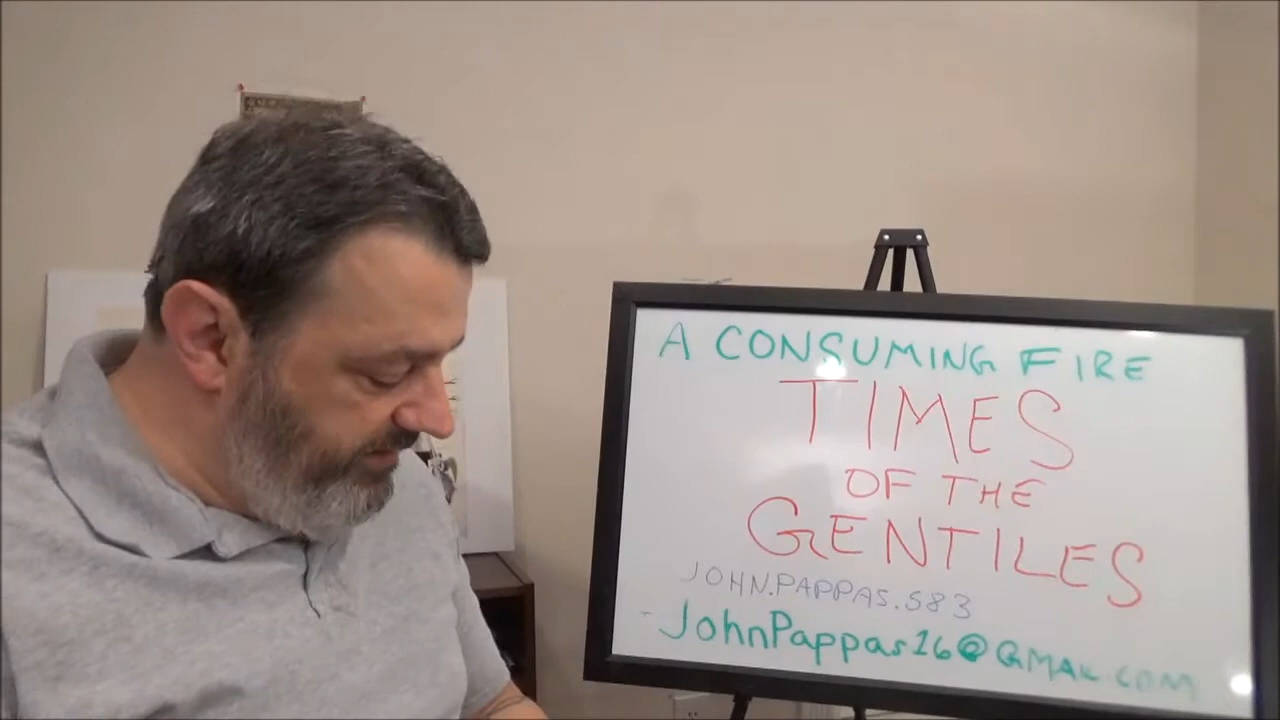 A CONSUMING FIRE
TIMES
OF THE
GENTILES
JOHN.PAPPAS.583
JohnPappas16@GMAIL.COM